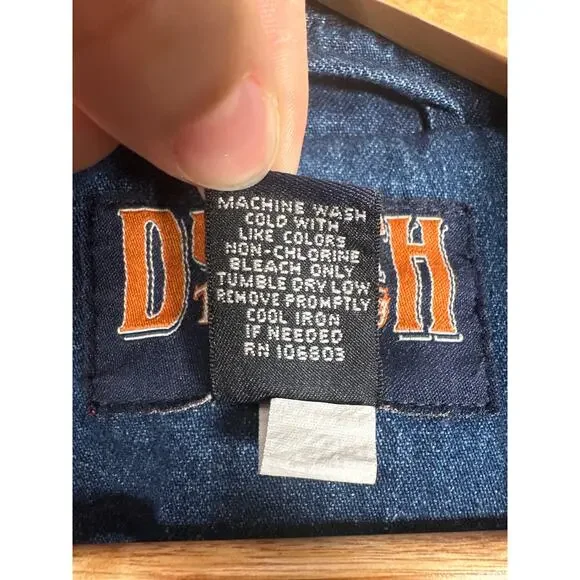 MACHINE WASH
COLD WITH
LIKE COLORS
NON-CHLORINE
BLEACH ONLY
TUMBLE DRY LOW
REMOVE PROMPTLY
COOL IRON
IF NEEDED
RN 106803